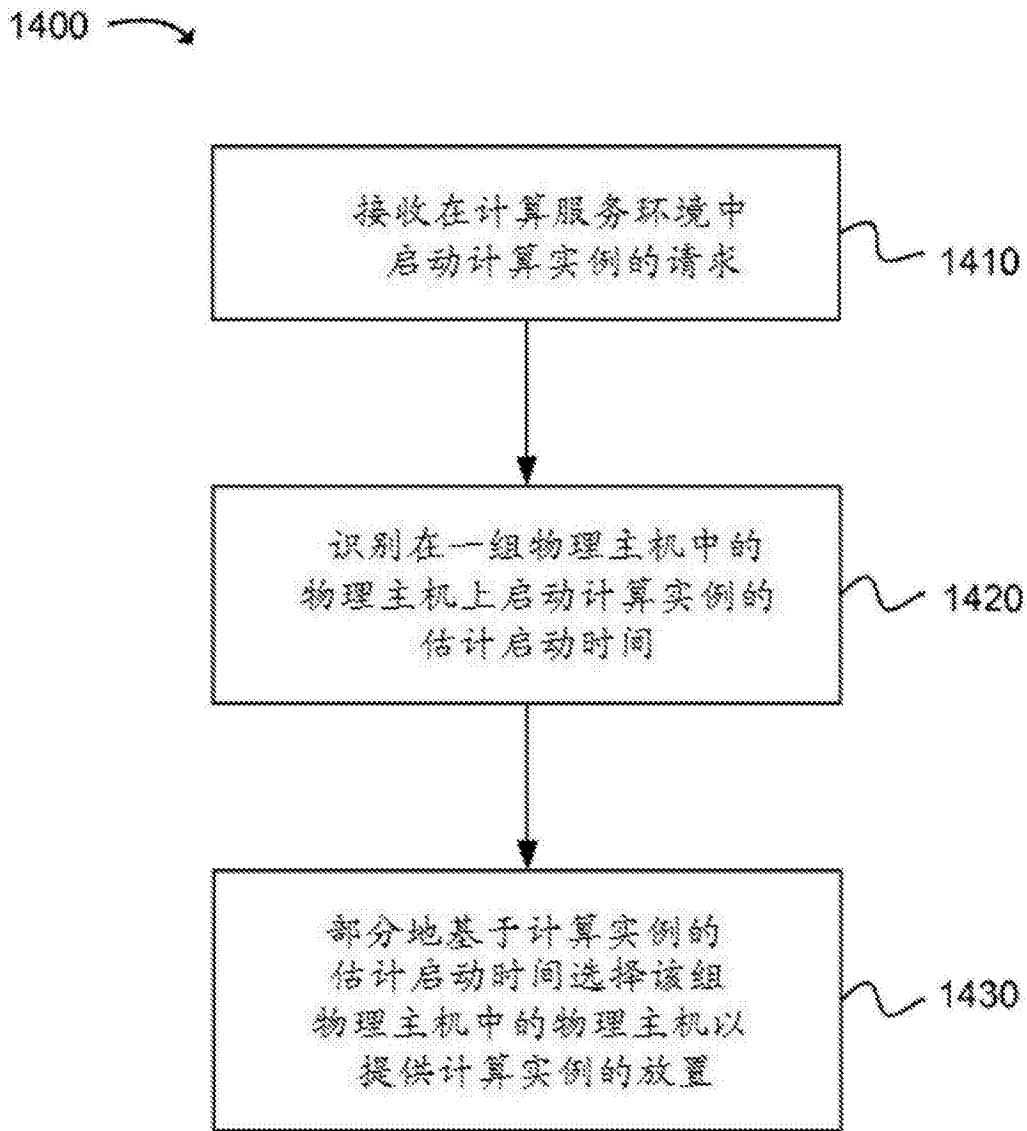 1400
接收在计算服务环境中
启动计算实例的请求
1410
识别在一组物理主机中的
物理主机上启动计算实例的
估计启动时间
1420
部分地基于计算实例的
估计启动时间选择该组
物理主机中的物理主机以
提供计算实例的放置
1430